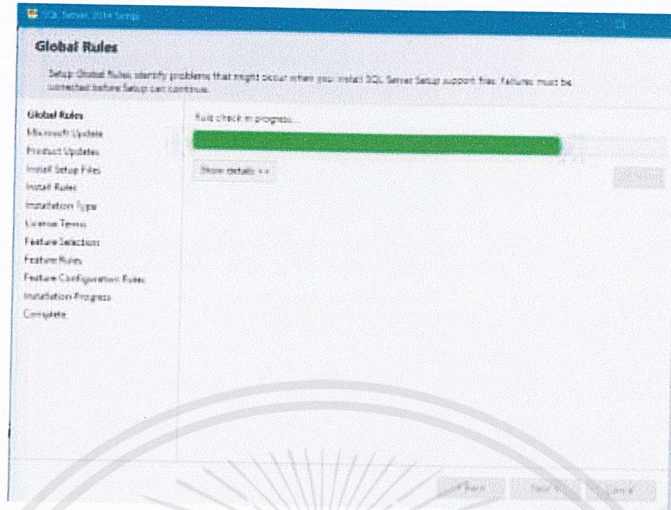 SQL Server 2014 Setup
Global Rules
Setup Global Rules identify problems that might occur when you install SQL Server Setup support files. Failures must be
corrected before Setup can continue.
Global Rules
Microsoft Update
Product Updates
Install Setup Files
Install Rules
Installation Type
License Terms
Feature Selection
Feature Rules
Feature Configuration Rules
Installation Progress
Complete
Rule check in progress...
Show details >>
< Back
Next >
Cancel